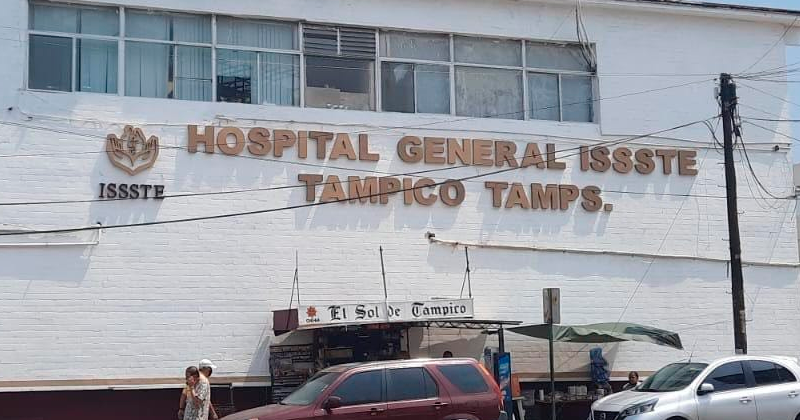 HOSPITAL GENERAL ISSSTE
TAMPICO TAMPS.
ISSSTE
El Sol de Tampico